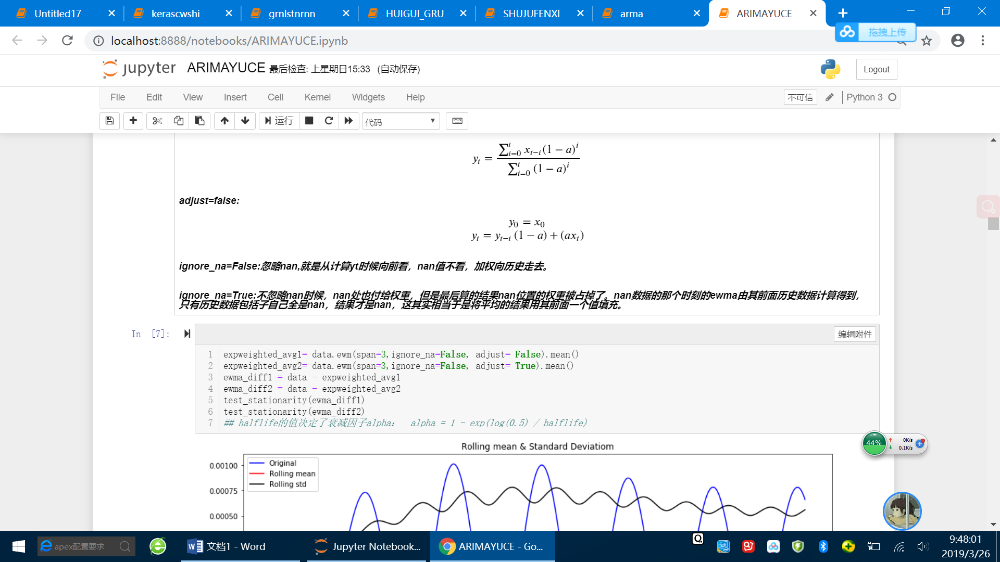 Untitled17
kerascwshi
grnlstnrnn
HUIGUI_GRU
SHUJUFENXI
arma
ARIMAYUCE
拖拽上传
localhost:8888/notebooks/ARIMAYUCE.ipynb
jupyter ARIMAYUCE 最后检查: 上星期日15:33 (自动保存)
Logout
File Edit View Insert Cell Kernel Widgets Help
不可信 Python 3
运行 代码
y_t = \frac{\sum_{i=0}^{t} x_{t-i}(1-a)^i}{\sum_{i=0}^{t} (1-a)^i}
adjust=false:
y_0 = x_0
y_t = y_{t-i} (1 − a) + (ax_t)
ignore_na=False:忽略nan,就是从计算yt时候向前看，nan值不看，加权向历史走去。
ignore_na=True:不忽略nan时候，nan处也付给权重，但是最后算的结果nan位置的权重被占掉了。nan数据的那个时刻的ewma由其前面历史数据计算得到，
只有历史数据包括子自己全是nan，结果才是nan，这其实相当于是将平均的结果用其前面一个值填充。
In [7]:
编辑附件
1 expweighted_avg1= data.ewm(span=3,ignore_na=False, adjust= False).mean()
2 expweighted_avg2= data.ewm(span=3,ignore_na=False, adjust= True).mean()
3 ewma_diff1 = data - expweighted_avg1
4 ewma_diff2 = data - expweighted_avg2
5 test_stationarity(ewma_diff1)
6 test_stationarity(ewma_diff2)
7 ## halflife的值决定了衰减因子alpha: alpha = 1 - exp(log(0.5) / halflife)
44%
0K/s
0.1K/s
Rolling mean & Standard Deviatiom
Original
Rolling mean
Rolling std
0.00100
0.00075
0.00050
apex配置要求
文档1 - Word
Jupyter Notebook...
ARIMAYUCE - Go...
9:48:01
2019/3/26